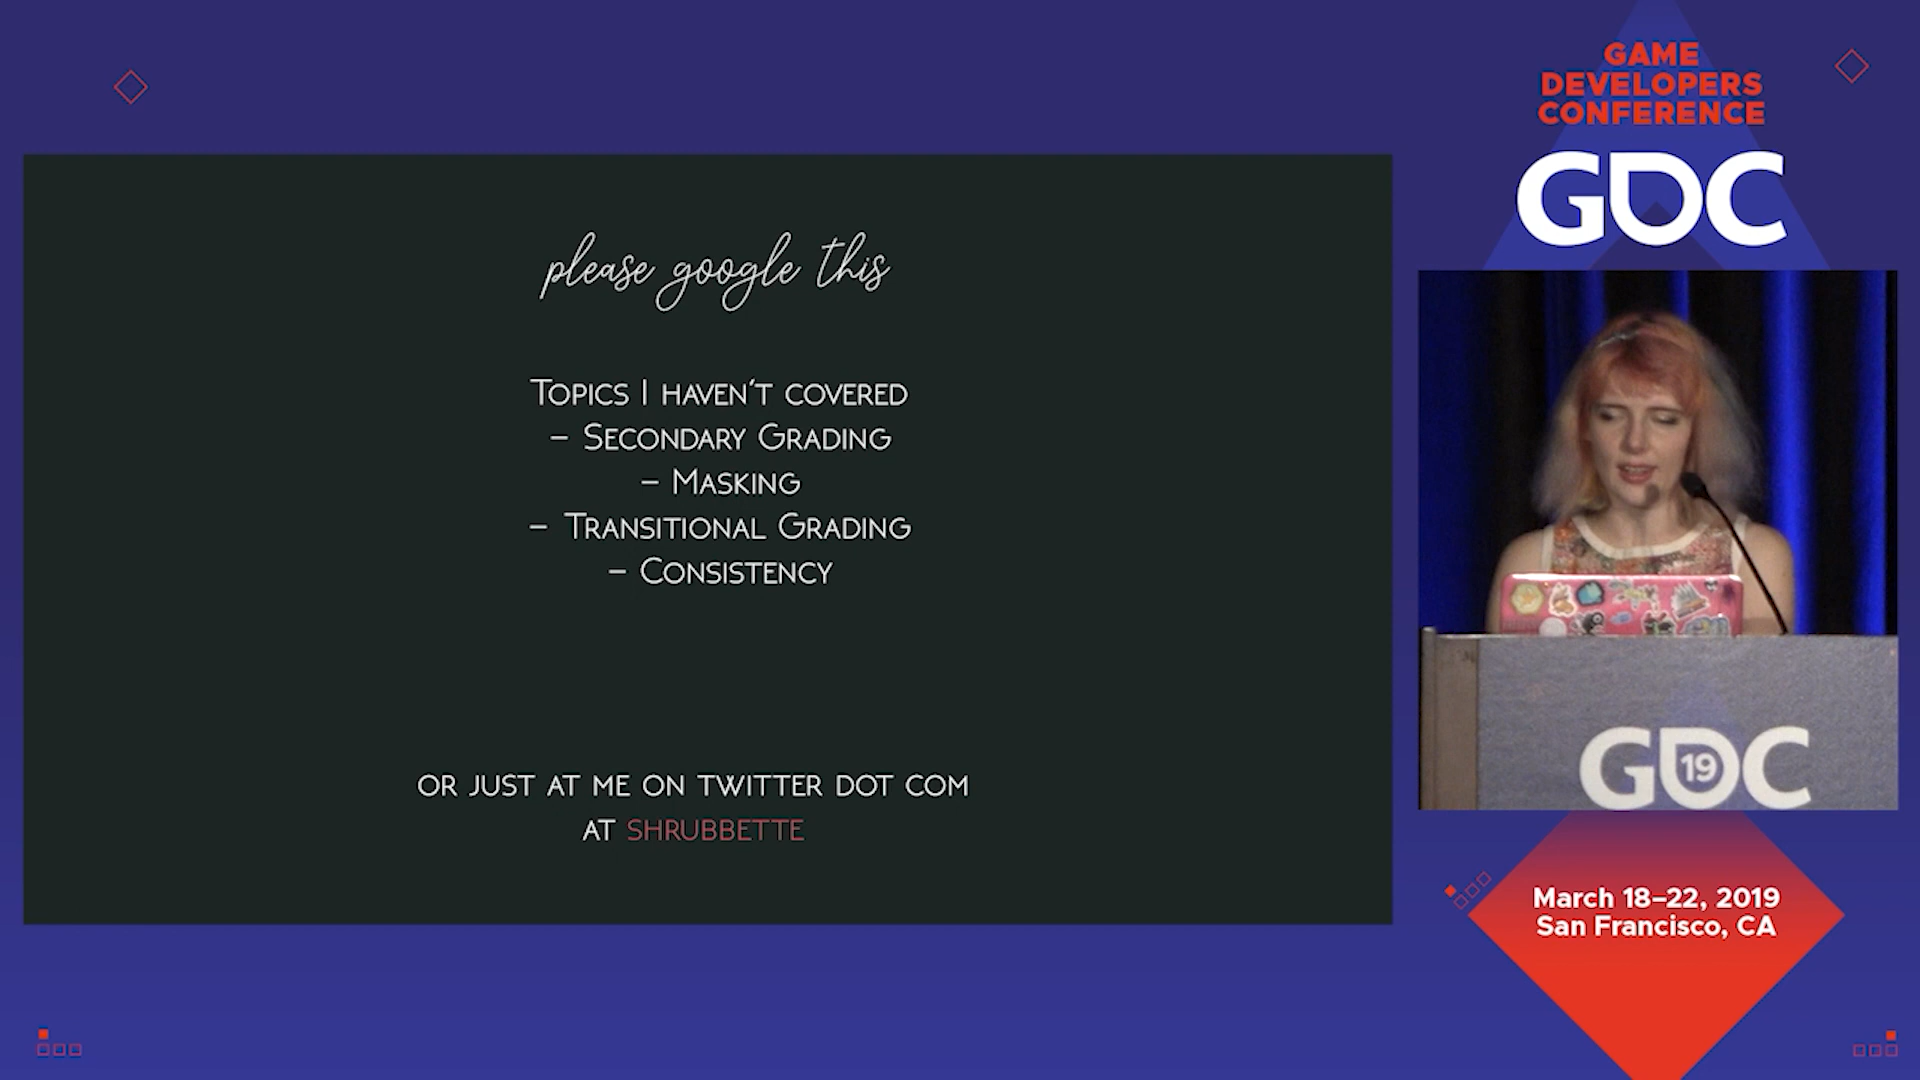 please google this
Topics I haven't covered
- Secondary Grading
- Masking
- Transitional Grading
- Consistency
or just at me on twitter dot com
at shrubbette
GAME
DEVELOPERS
CONFERENCE
GDC
GDC
19
March 18–22, 2019
San Francisco, CA